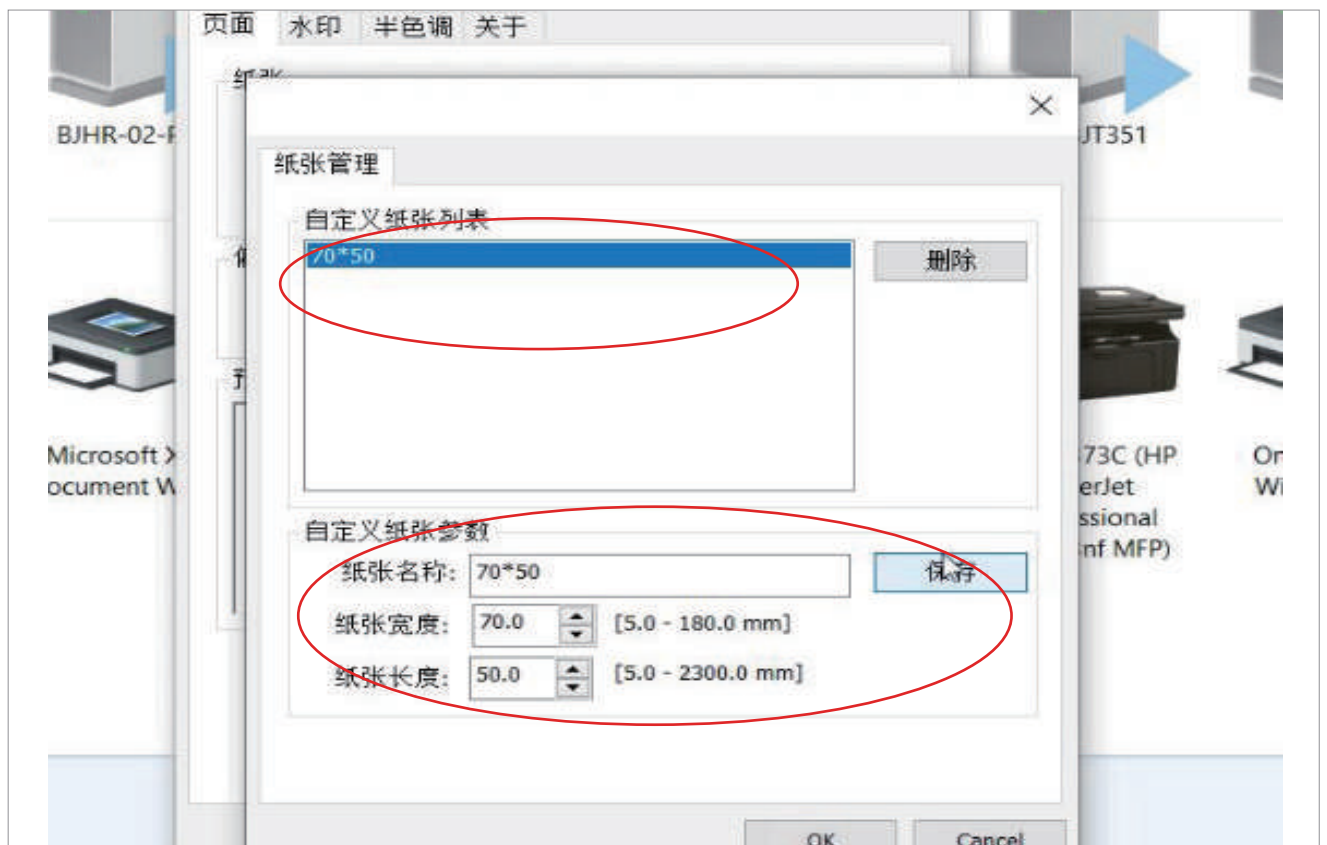 页面 水印 半色调 关于
纸张
BJHR-02-
JT351
纸张管理
自定义纸张列表
70*50
删除
Microsoft
ocument W
73C (HP
erJet
ssional
nf MFP)
On
Wi
自定义纸张参数
纸张名称: 70*50
保存
纸张宽度: 70.0 [5.0 - 180.0 mm]
纸张长度: 50.0 [5.0 - 2300.0 mm]
OK Cancel